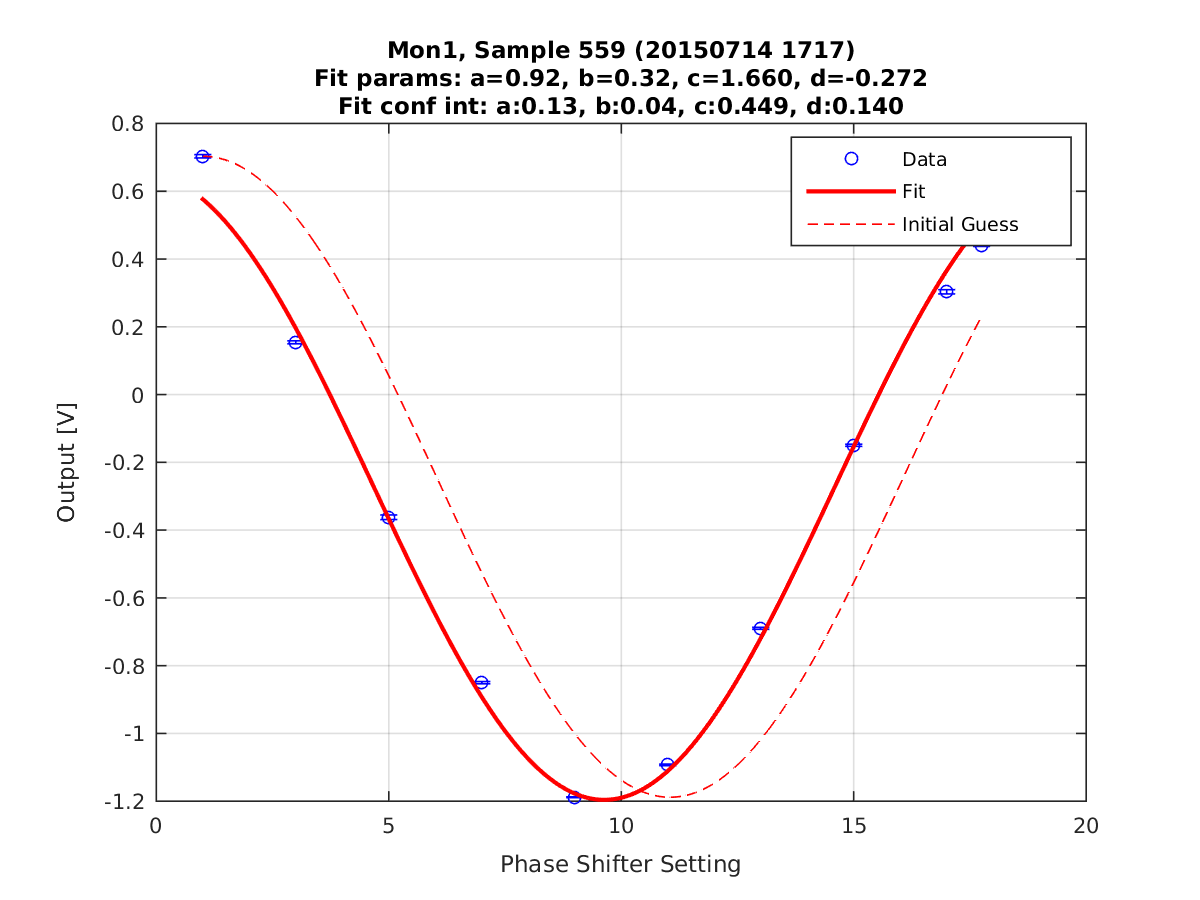 Mon1, Sample 559 (20150714 1717)
Fit params: a=0.92, b=0.32, c=1.660, d=-0.272
Fit conf int: a:0.13, b:0.04, c:0.449, d:0.140
0.8
0.6
0.4
0.2
0
-0.2
-0.4
-0.6
-0.8
-1
-1.2
Output [V]
Data
Fit
Initial Guess
0 5 10 15 20
Phase Shifter Setting